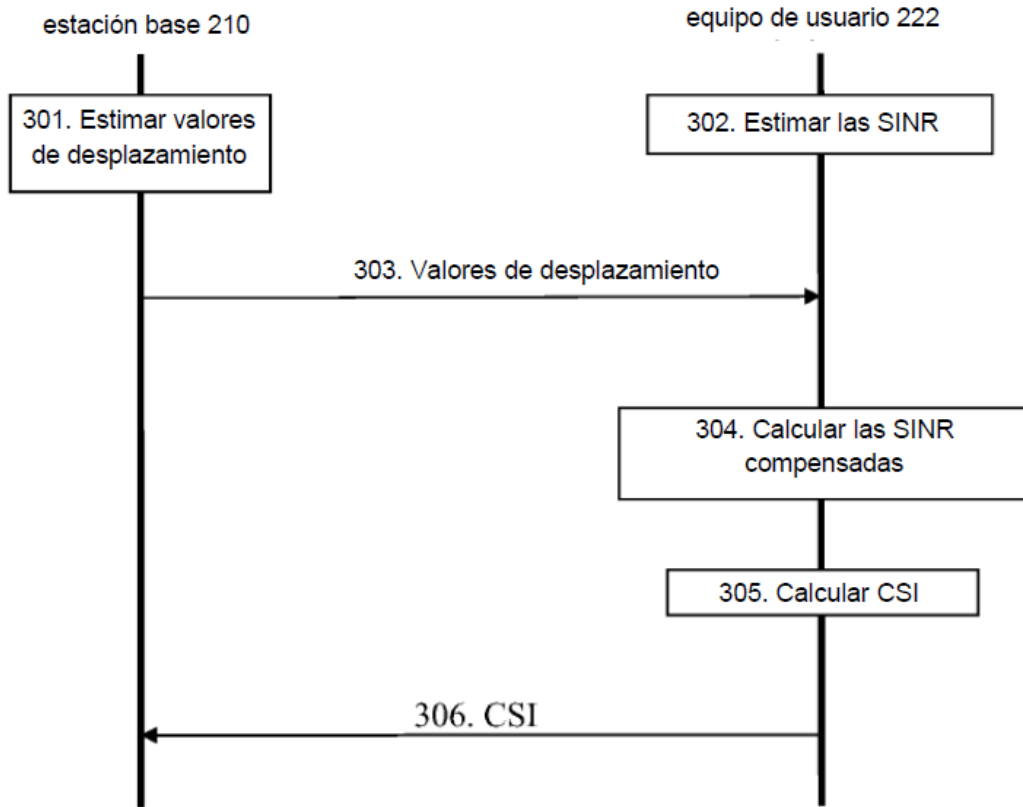 estación base 210
equipo de usuario 222
301. Estimar valores
de desplazamiento
302. Estimar las SINR
303. Valores de desplazamiento
304. Calcular las SINR
compensadas
305. Calcular CSI
306. CSI